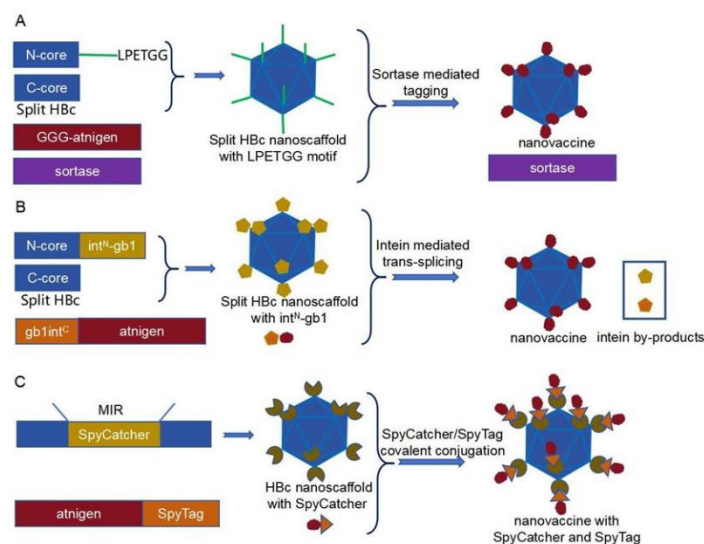 A
N-core
LPETGG
C-core
Split HBc
GGG-atnigen
sortase
Split HBc nanoscaffold
with LPETGG motif
Sortase mediated
tagging
nanovaccine
sortase
B
N-core
intᴺ-gb1
C-core
Split HBc
gb1intᶜ
atnigen
Split HBc nanoscaffold
with intᴺ-gb1
Intein mediated
trans-splicing
nanovaccine
intein by-products
C
MIR
SpyCatcher
atnigen
SpyTag
HBc nanoscaffold
with SpyCatcher
SpyCatcher/SpyTag
covalent conjugation
nanovaccine with
SpyCatcher and SpyTag